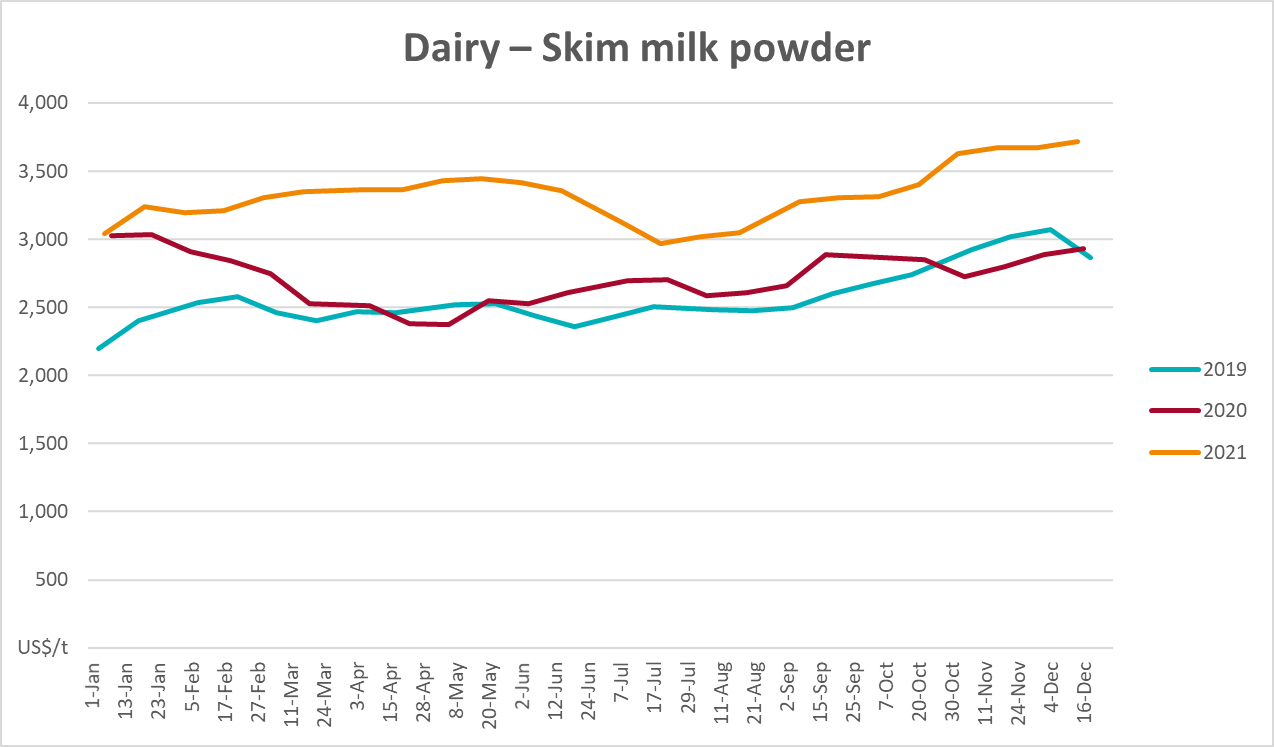 Dairy – Skim milk powder
4,000
3,500
3,000
2,500
2,000
1,500
1,000
500
US$/t
1-Jan
13-Jan
23-Jan
5-Feb
17-Feb
27-Feb
11-Mar
24-Mar
3-Apr
15-Apr
28-Apr
8-May
20-May
2-Jun
12-Jun
24-Jun
7-Jul
17-Jul
29-Jul
11-Aug
21-Aug
2-Sep
15-Sep
25-Sep
7-Oct
20-Oct
30-Oct
11-Nov
24-Nov
4-Dec
16-Dec
2019
2020
2021